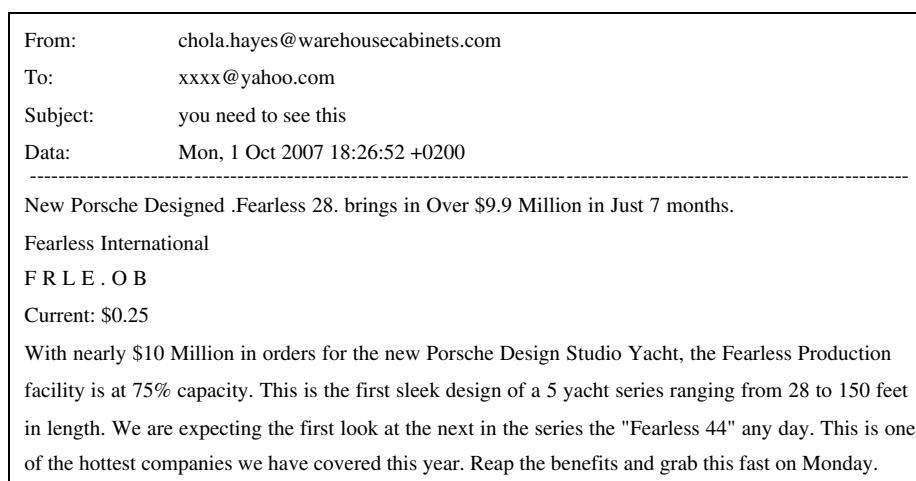 From: chola.hayes@warehousecabinets.com
To: xxxx@yahoo.com
Subject: you need to see this
Data: Mon, 1 Oct 2007 18:26:52 +0200
New Porsche Designed .Fearless 28. brings in Over $9.9 Million in Just 7 months.
Fearless International
F R L E . O B
Current: $0.25
With nearly $10 Million in orders for the new Porsche Design Studio Yacht, the Fearless Production
facility is at 75% capacity. This is the first sleek design of a 5 yacht series ranging from 28 to 150 feet
in length. We are expecting the first look at the next in the series the "Fearless 44" any day. This is one
of the hottest companies we have covered this year. Reap the benefits and grab this fast on Monday.